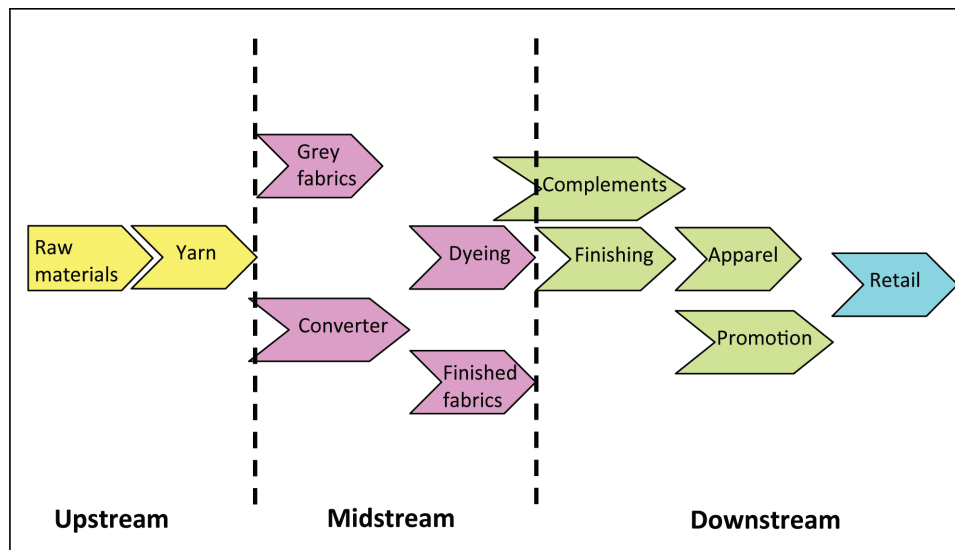 Grey
fabrics
Complements
Raw
materials
Yarn
Dyeing
Finishing
Apparel
Retail
Converter
Promotion
Finished
fabrics
Upstream
Midstream
Downstream